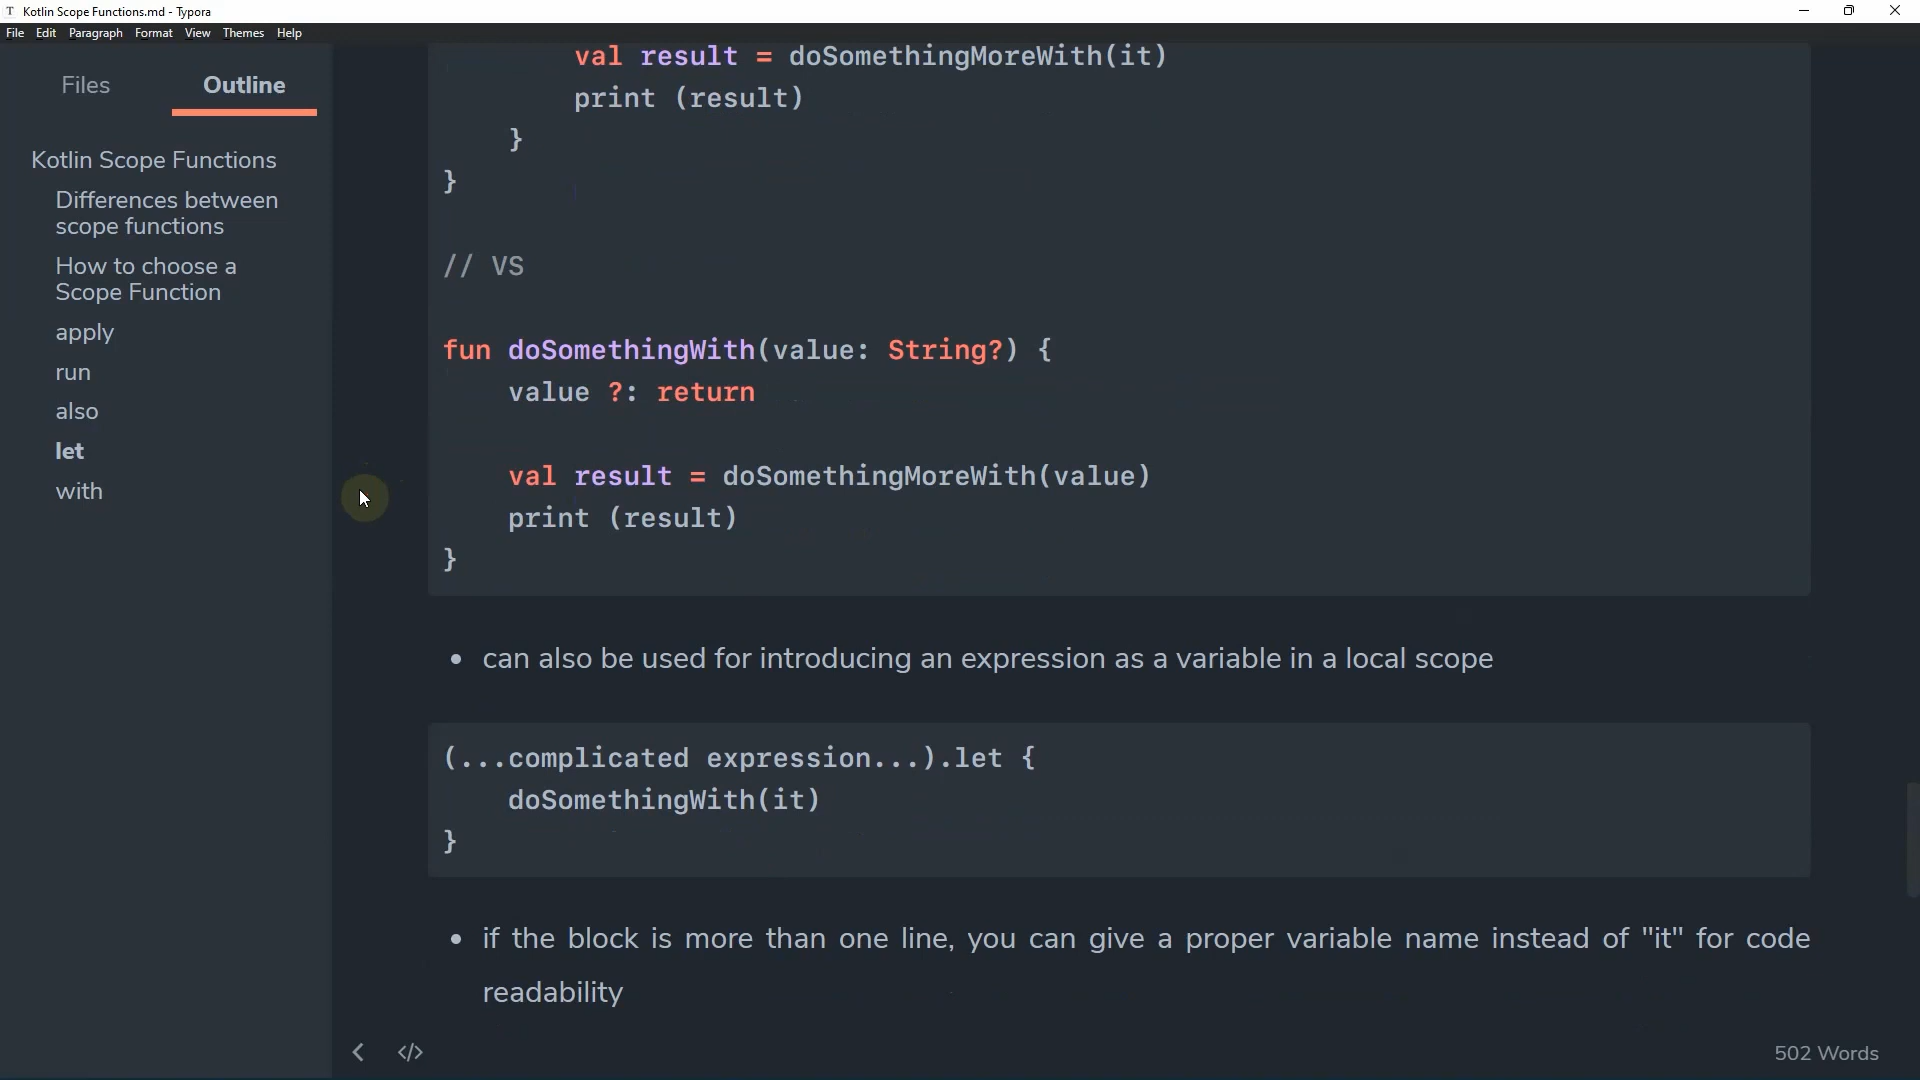 T Kotlin Scope Functions.md - Typora
File Edit Paragraph Format View Themes Help
Files Outline
Kotlin Scope Functions
Differences between
scope functions
How to choose a
Scope Function
apply
run
also
let
with
val result = doSomethingMoreWith(it)
print (result)
}
}
// VS
fun doSomethingWith(value: String?) {
value ?: return
val result = doSomethingMoreWith(value)
print (result)
}
• can also be used for introducing an expression as a variable in a local scope
(...complicated expression...).let {
doSomethingWith(it)
}
• if the block is more than one line, you can give a proper variable name instead of "it" for code
readability
</> 502 Words